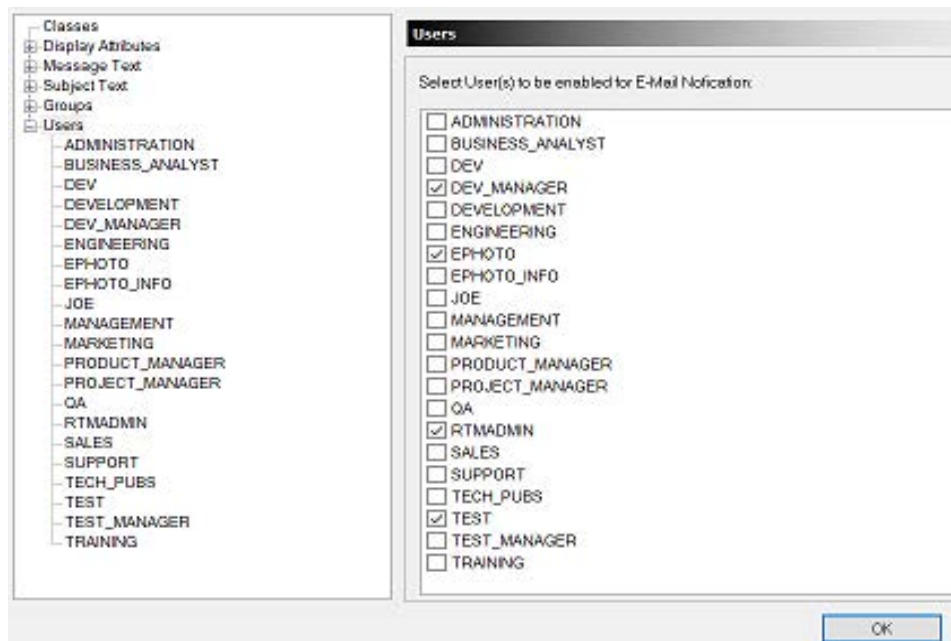 Classes
Display Attributes
Message Text
Subject Text
Groups
Users
ADMINISTRATION
BUSINESS_ANALYST
DEV
DEVELOPMENT
DEV_MANAGER
ENGINEERING
EPHOTO
EPHOTO_INFO
JOE
MANAGEMENT
MARKETING
PRODUCT_MANAGER
PROJECT_MANAGER
QA
RTMADMIN
SALES
SUPPORT
TECH_PUBS
TEST
TEST_MANAGER
TRAINING
Users
Select User(s) to be enabled for E-Mail Nofication:
ADMINISTRATION
BUSINESS_ANALYST
DEV
DEV_MANAGER
DEVELOPMENT
ENGINEERING
EPHOTO
EPHOTO_INFO
JOE
MANAGEMENT
MARKETING
PRODUCT_MANAGER
PROJECT_MANAGER
QA
RTMADMIN
SALES
SUPPORT
TECH_PUBS
TEST
TEST_MANAGER
TRAINING
OK